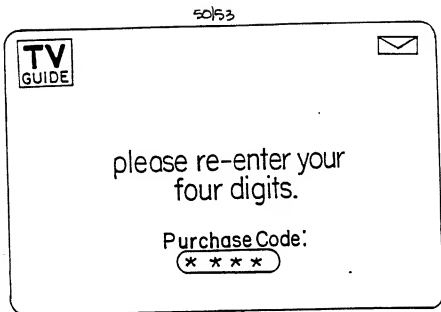 50/53
TV
GUIDE
please re-enter your
four digits.
Purchase Code:
* * * *